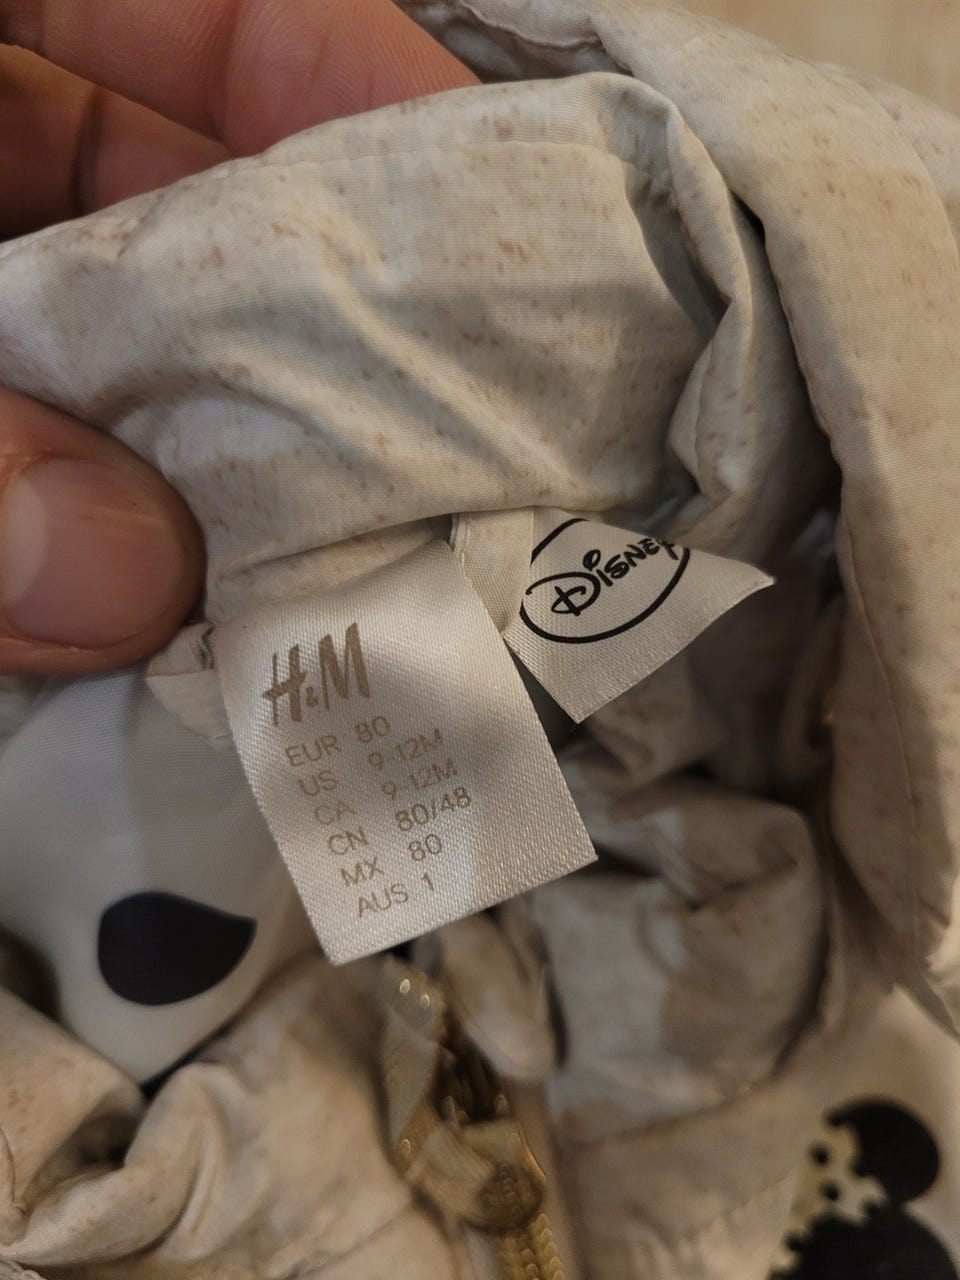 H&M
EUR 80
US 9-12M
CA 9-12M
CN 80/48
MX 80
AUS 1
DISNEY